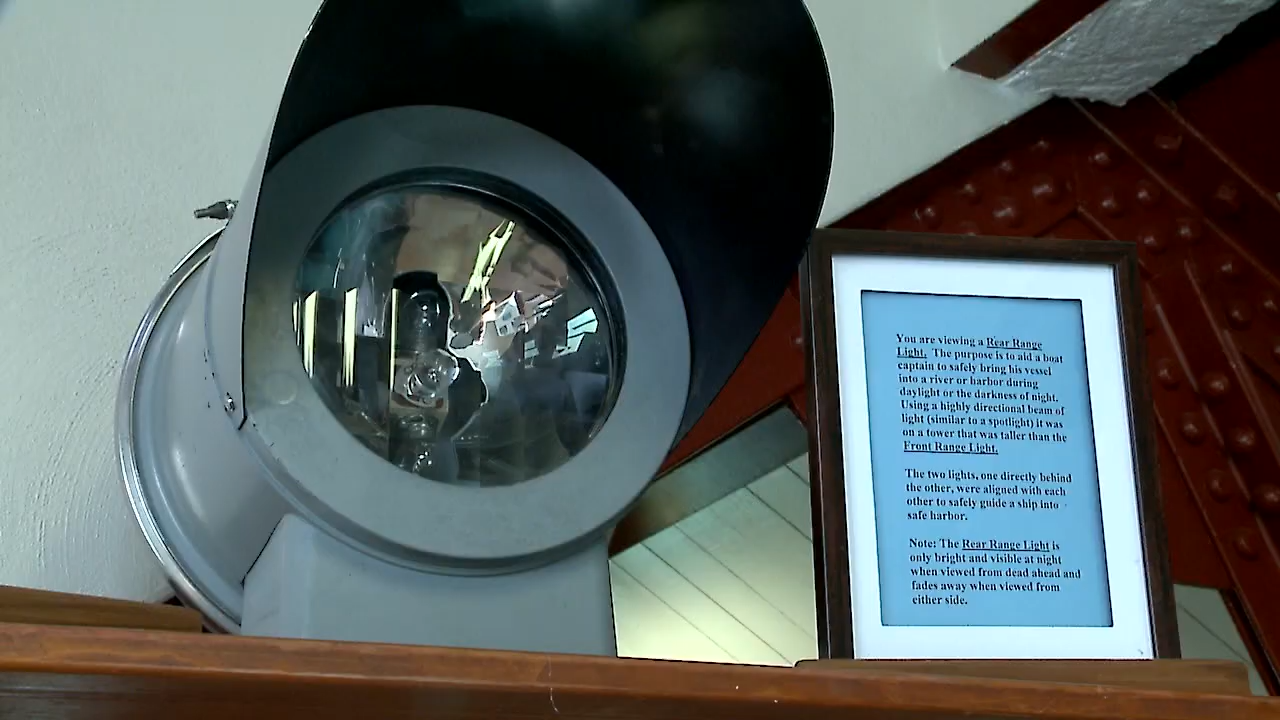 You are viewing a Rear Range
Light. The purpose is to aid a boat
captain to safely bring his vessel
into a river or harbor during
daylight or the darkness of night.
Using a highly directional beam of
light (similar to a spotlight) it was
on a tower that was taller than the
Front Range Light.
The two lights, one directly behind
the other, were aligned with each
other to safely guide a ship into
safe harbor.
Note: The Rear Range Light is
only bright and visible at night
when viewed from dead ahead and
fades away when viewed from
either side.